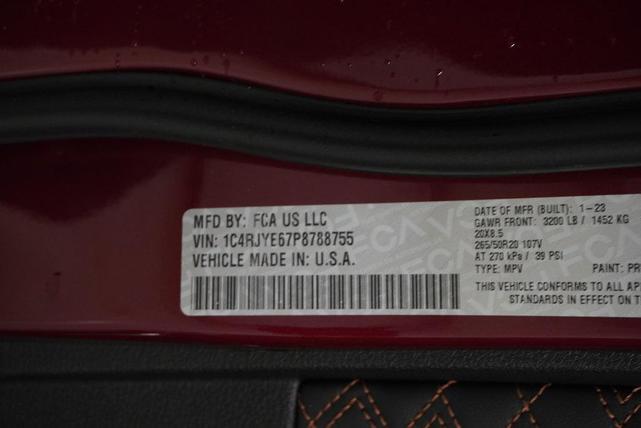 MFD BY: FCA US LLC
VIN: 1C4RJYE67P8788755
VEHICLE MADE IN: U.S.A.
DATE OF MFR (BUILT): 1-23
GAWR FRONT: 3200 LB / 1452 KG
20X8.5
265/50R20 107V
AT 270 kPa / 39 PSI
TYPE: MPV PAINT: PR
THIS VEHICLE CONFORMS TO ALL AP
STANDARDS IN EFFECT ON T